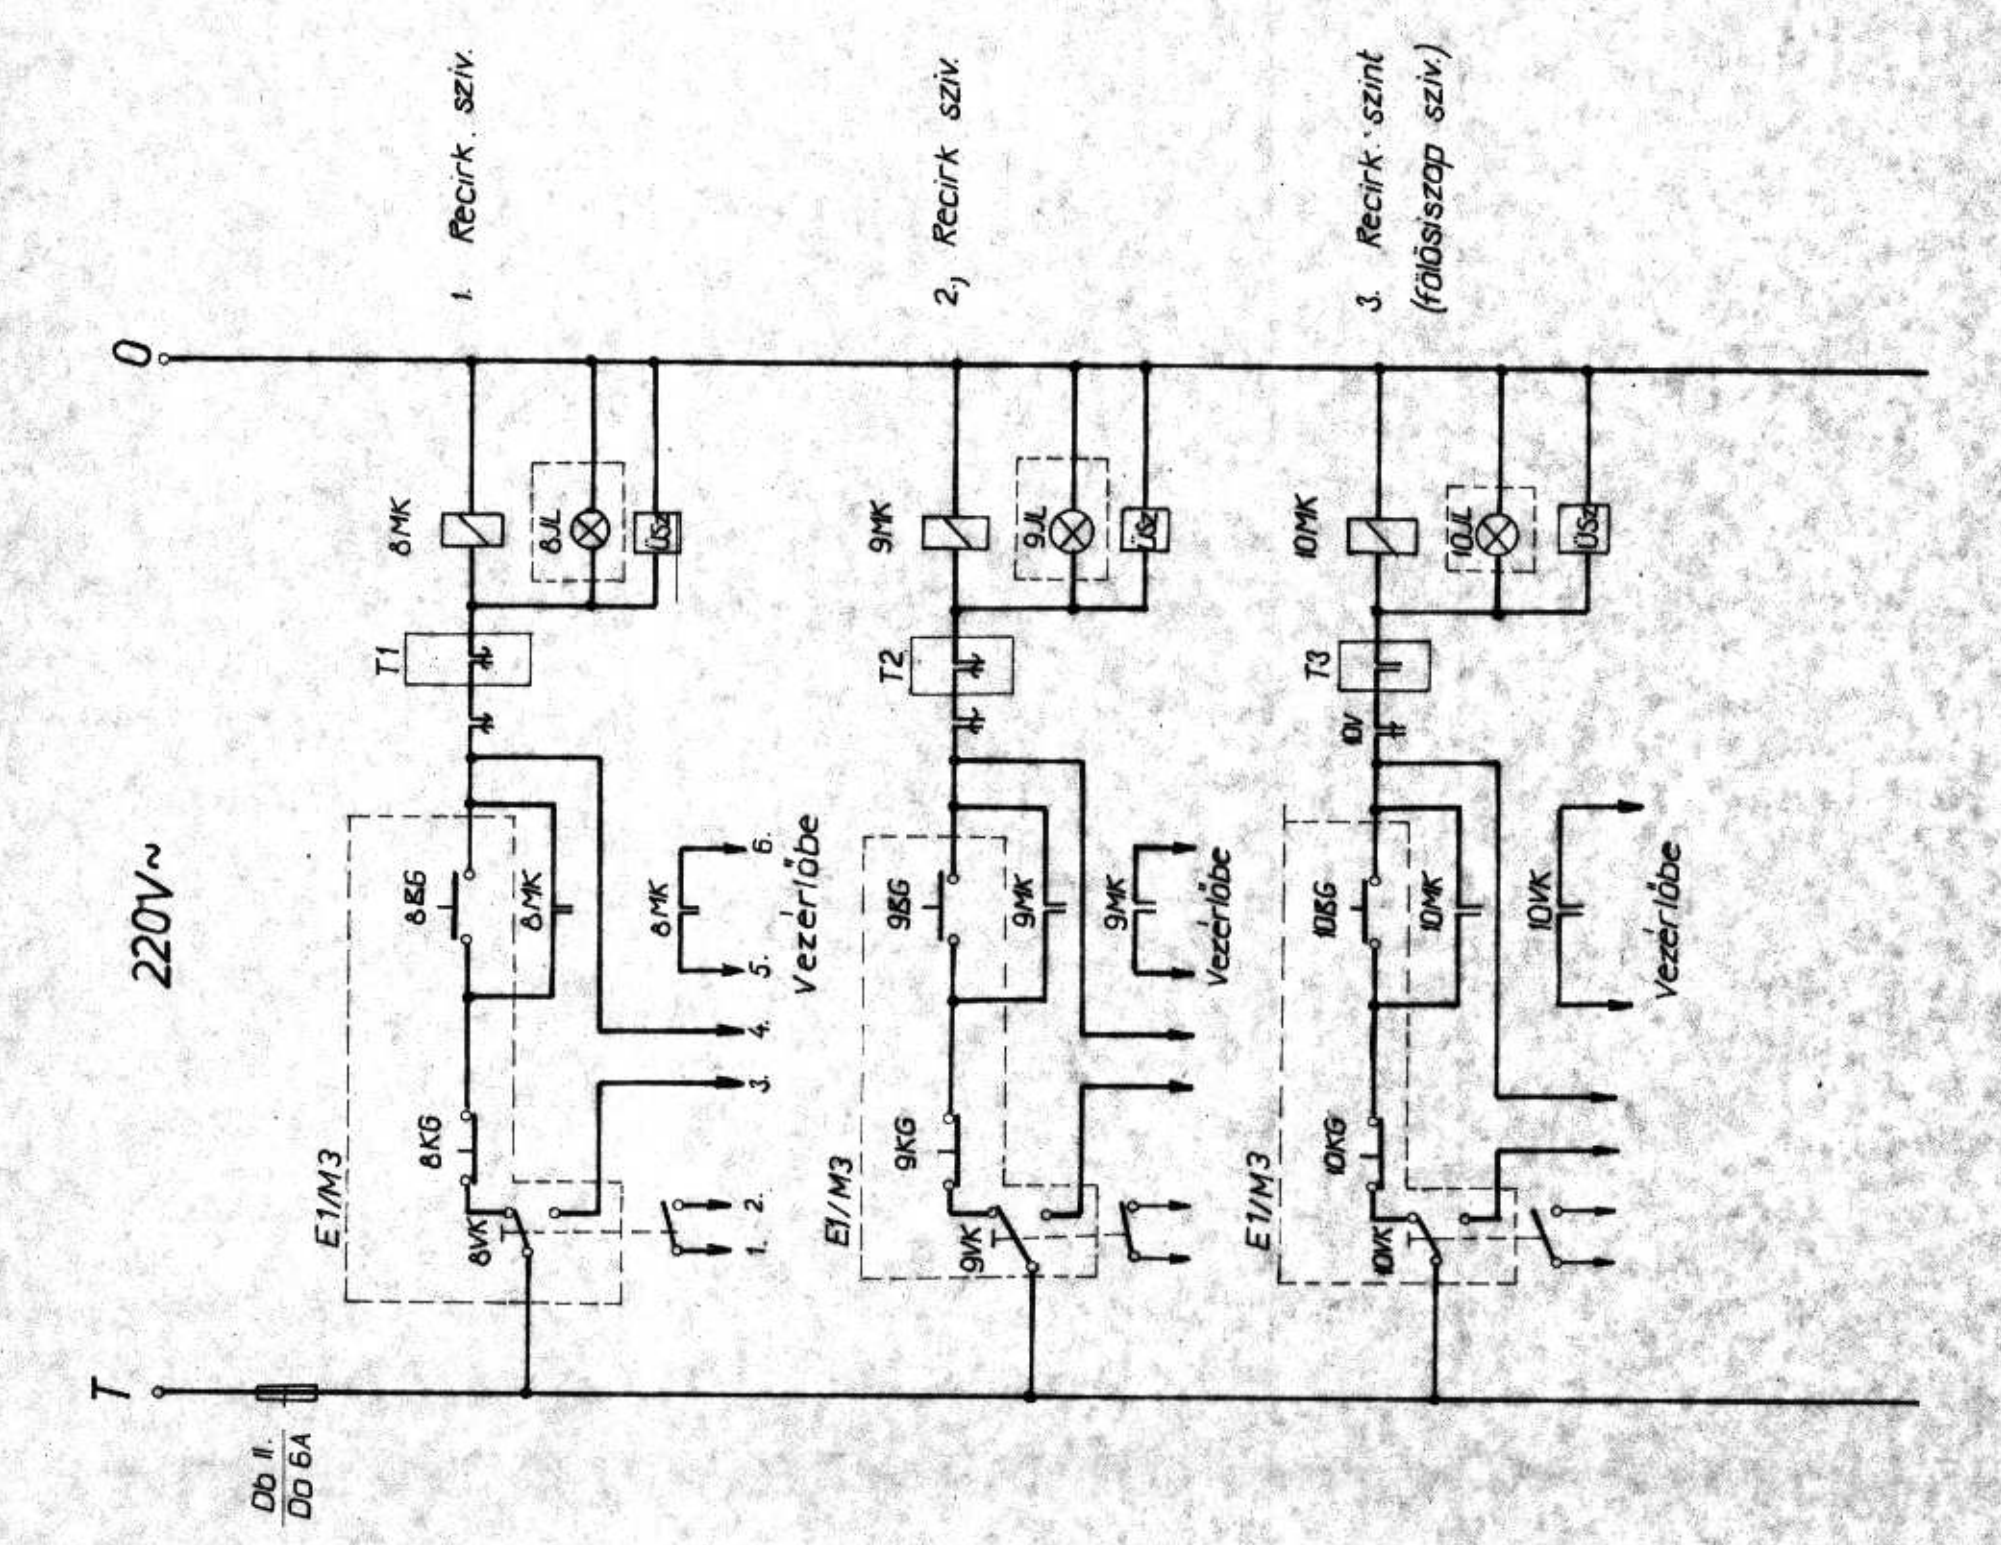 220V~
T
0
Db II.
Do 6A
E1/M3
8VK
8KG
8BG
8MK
T1
8MK
8JL
ÜSz
1. Recirk. sziv.
8MK
1. 2. 3. 4. 5. 6.
Vezérlőbe
E1/M3
9VK
9KG
9BG
9MK
T2
9MK
9JL
ÜSz
2., Recirk sziv.
9MK
Vezérlőbe
E1/M3
10VK
10KG
10BG
10MK
10V
T3
10MK
10JL
ÜSz
3. Recirk. szint
(fölösiszap sziv.)
10VK
Vezérlőbe